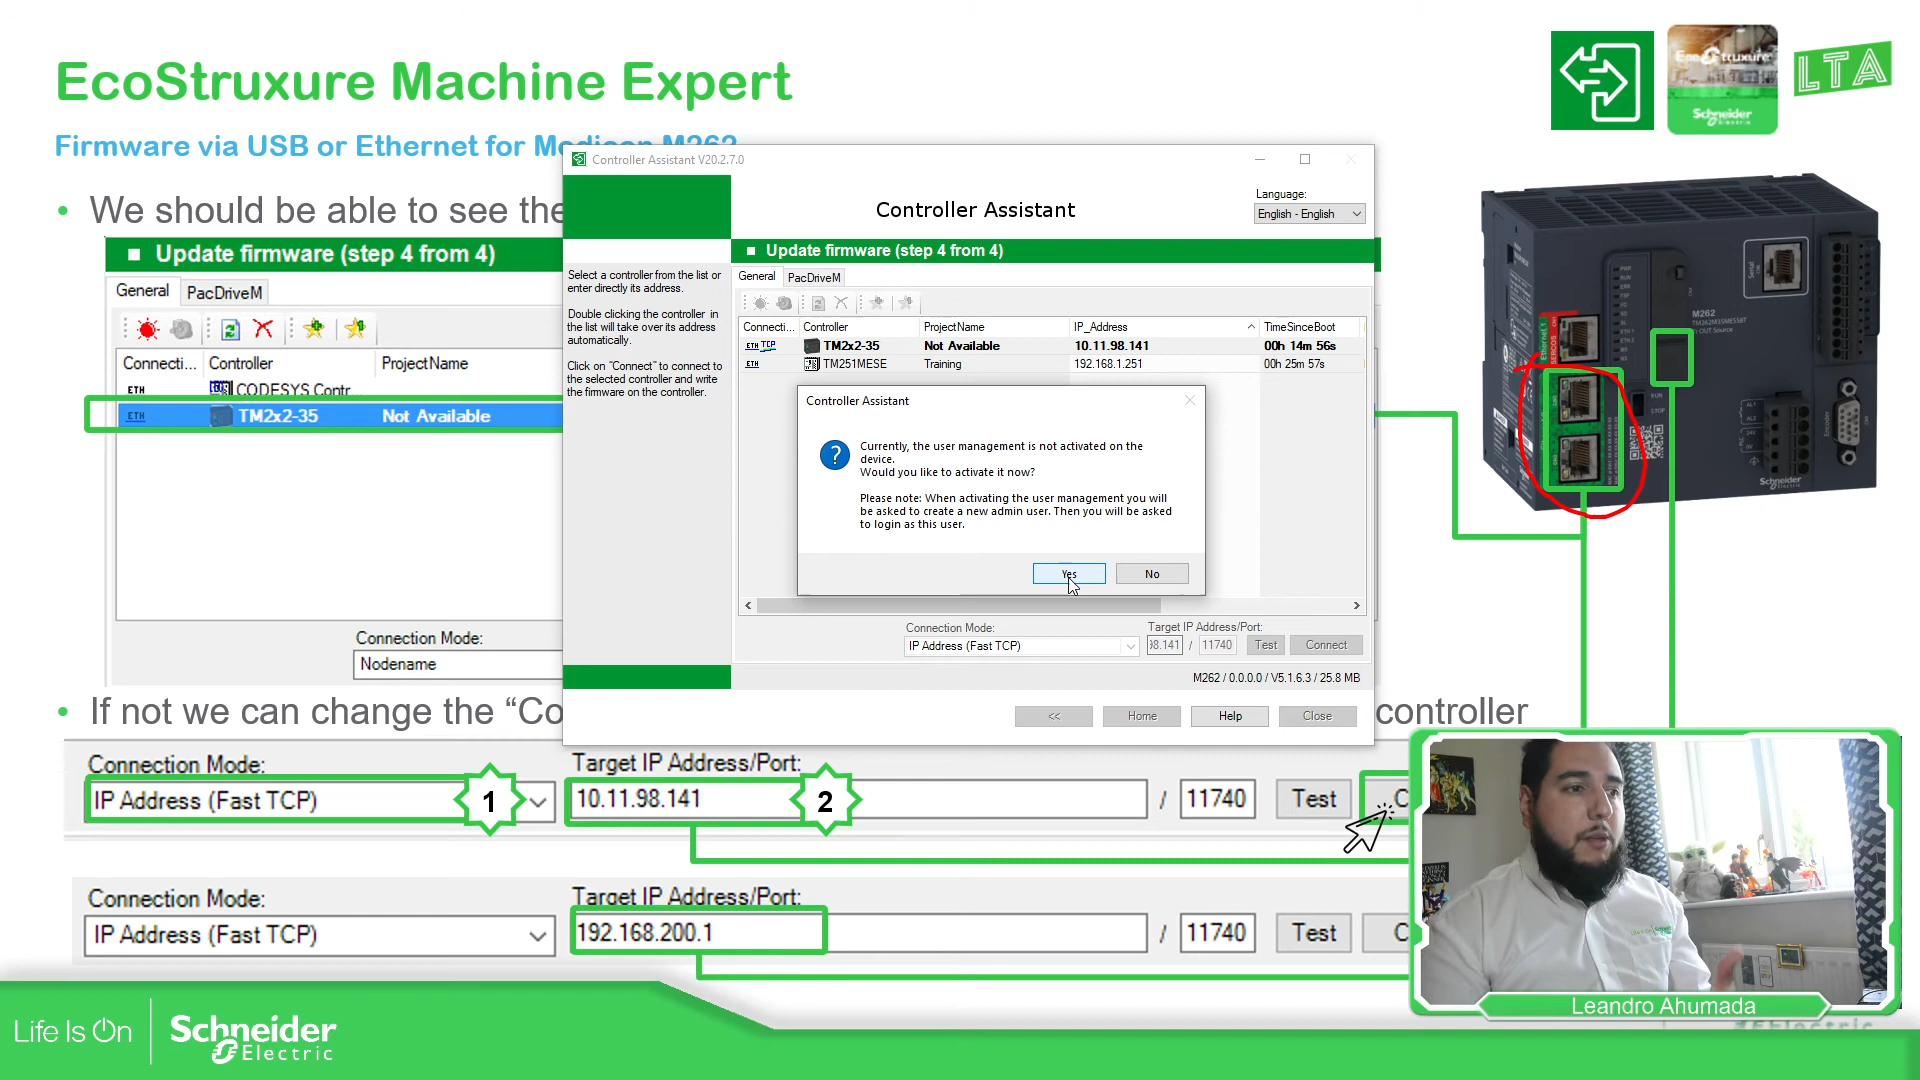 EcoStruxure Machine Expert
Firmware via USB or Ethernet for Modicon M262
EcoStruxure
Schneider
Electric
LTA
• We should be able to see the
Update firmware (step 4 from 4)
General
PacDriveM
Connecti...
Controller
ProjectName
ETH
CODESYS Contr...
ETH
TM2x2-35
Not Available
Connection Mode:
Nodename
Controller Assistant V20.2.7.0
Controller Assistant
Language:
English - English
Update firmware (step 4 from 4)
Select a controller from the list or
enter directly its address.
Double clicking the controller in
the list will take over its address
automatically.
Click on "Connect" to connect to
the selected controller and write
the firmware on the controller.
General
PacDriveM
Connecti...
Controller
ProjectName
IP_Address
TimeSinceBoot
ETH TCP
TM2x2-35
Not Available
10.11.98.141
00h 14m 56s
ETH
TM251MESE
Training
192.168.1.251
00h 25m 57s
Controller Assistant
Currently, the user management is not activated on the
device.
Would you like to activate it now?
Please note: When activating the user management you will
be asked to create a new admin user. Then you will be asked
to login as this user.
Yes
No
Connection Mode:
IP Address (Fast TCP)
Target IP Address/Port:
98.141 / 11740
Test
Connect
M262 / 0.0.0.0 / V5.1.6.3 / 25.8 MB
<<
Home
Help
Close
M262
Serial
Ethernet 1
SERCOS
RUN
STOP
Encoder
Schneider
• If not we can change the “Co
controller
Connection Mode:
IP Address (Fast TCP)
1
Target IP Address/Port:
10.11.98.141
2
/ 11740
Test
C
Connection Mode:
IP Address (Fast TCP)
Target IP Address/Port:
192.168.200.1
/ 11740
Test
C
Leandro Ahumada
Life Is On
Schneider
Electric